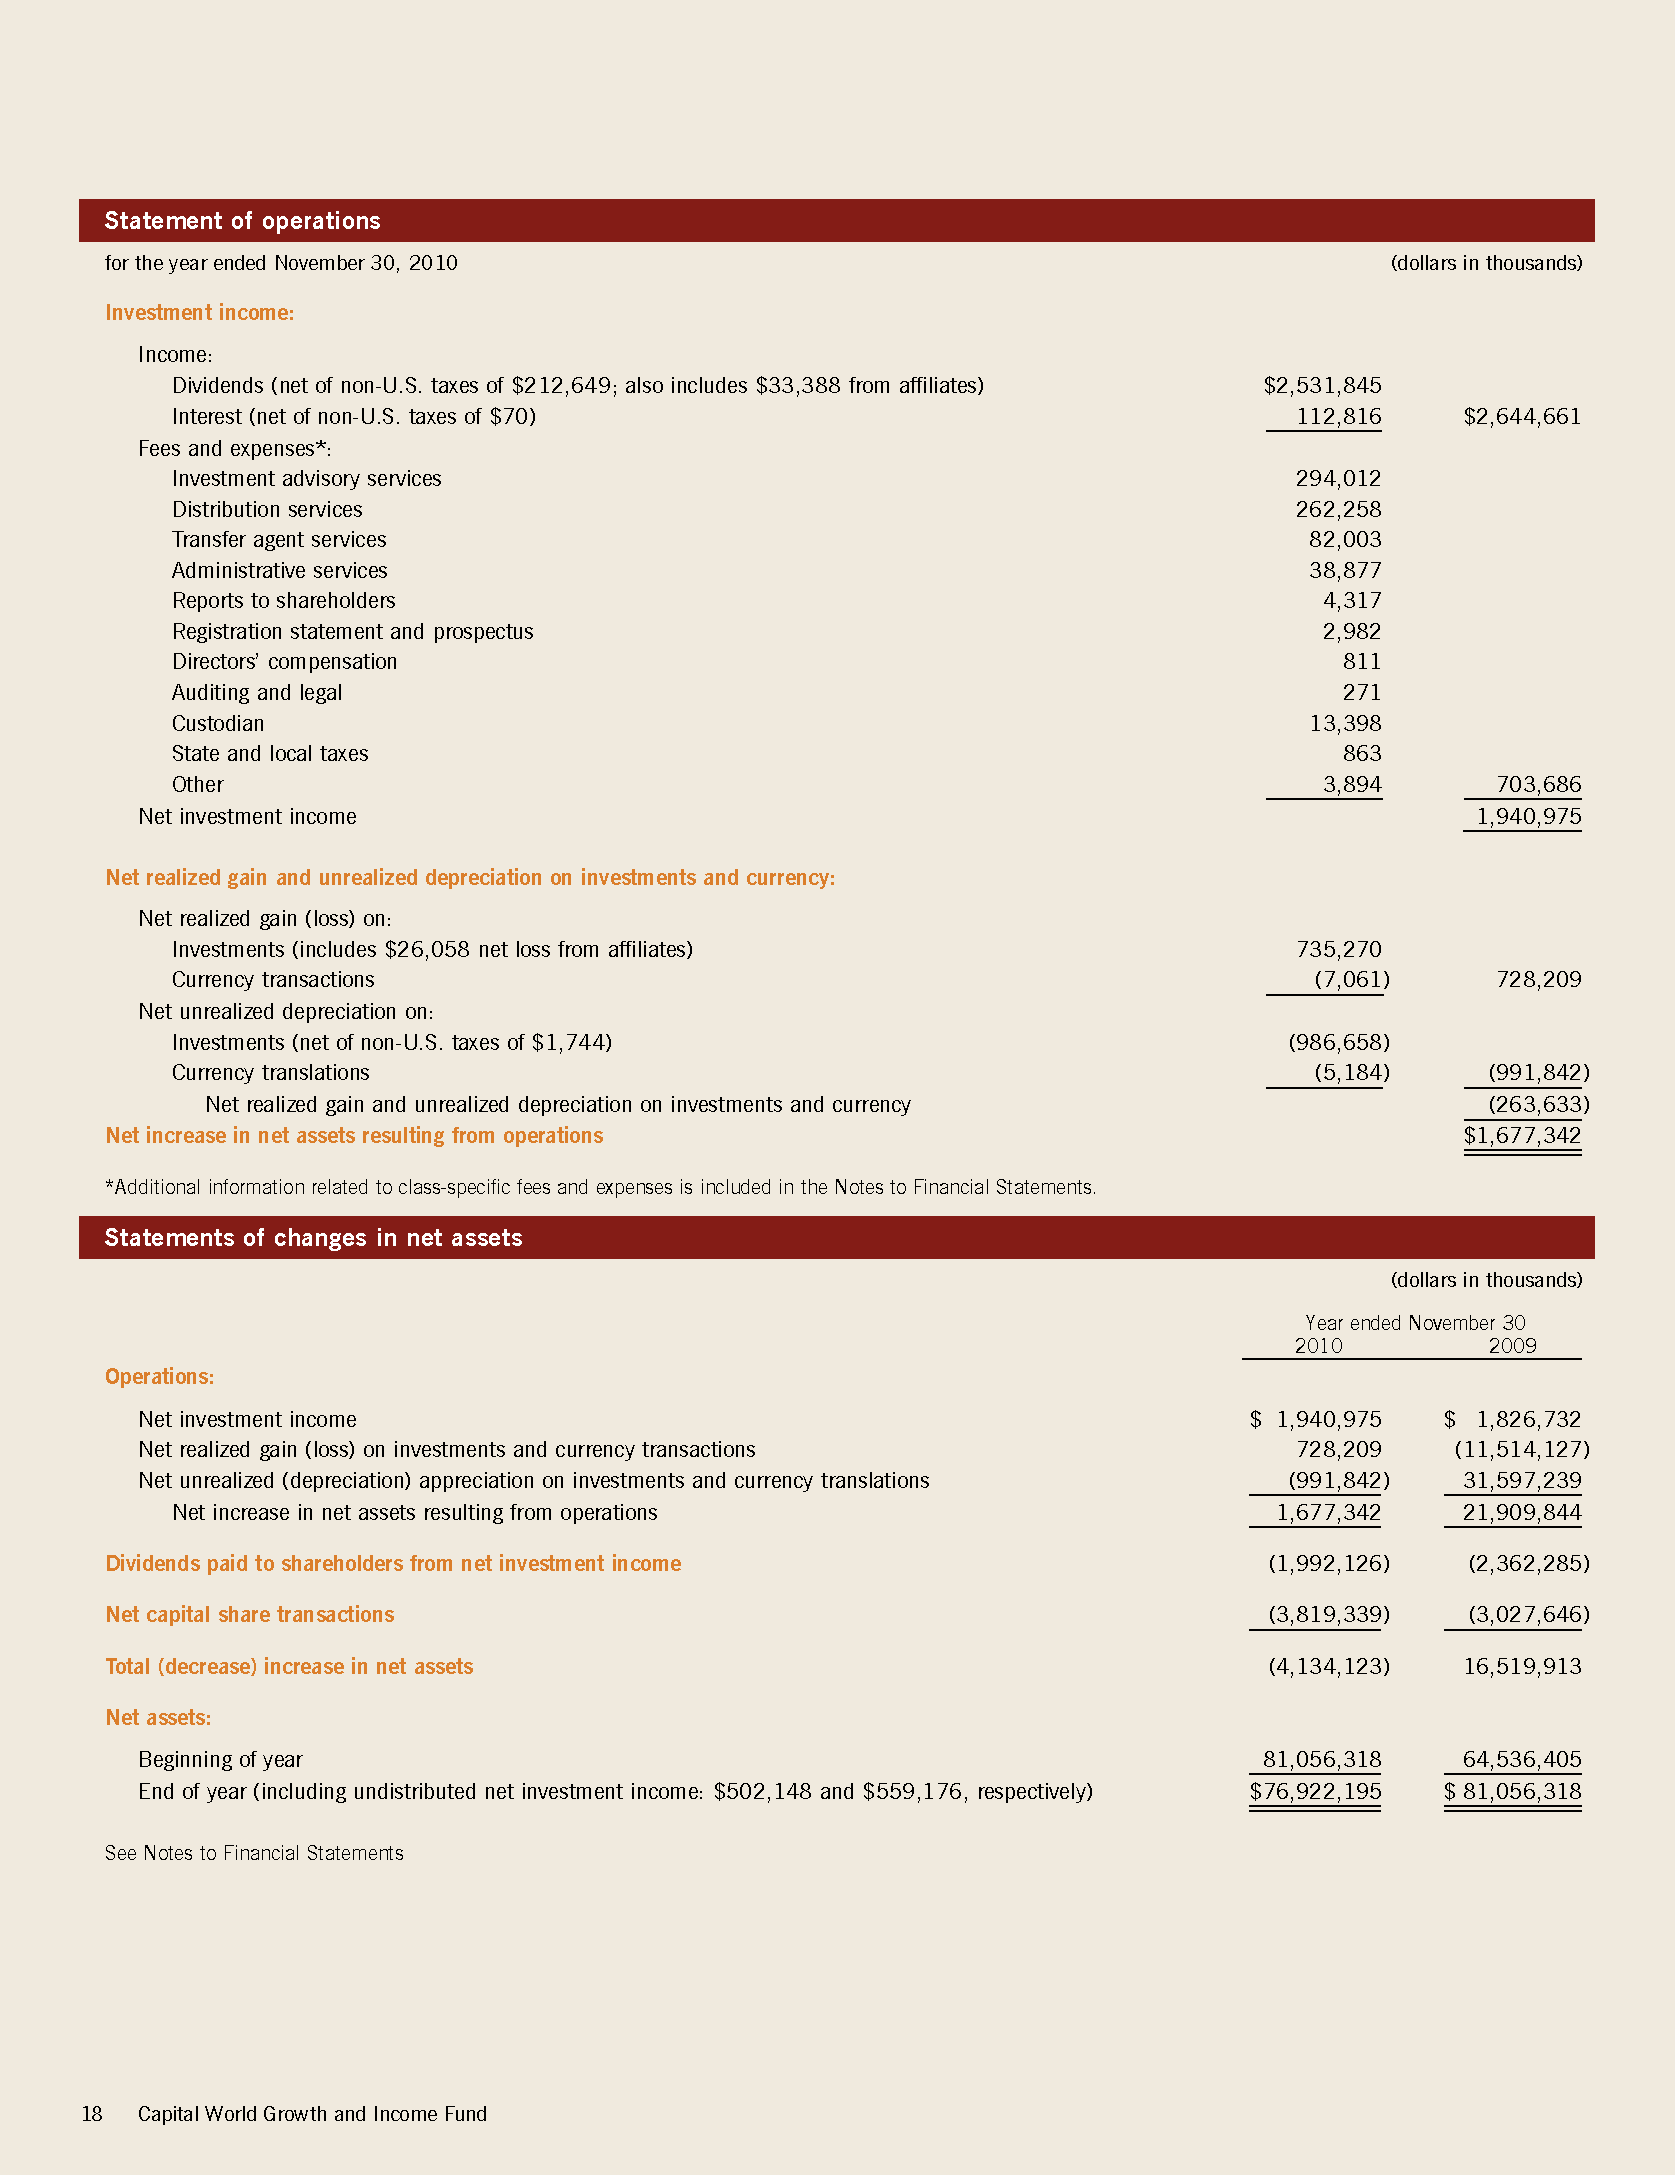 Statement of operations
for the year ended November 30, 2010 (dollars in thousands)
Investment income:
Income:
Dividends (net of non-U.S. taxes of $212,649; also includes $33,388 from affiliates) $2,531,845
Interest (net of non-U.S. taxes of $70) 112,816 $2,644,661
Fees and expenses*:
Investment advisory services 294,012
Distribution services 262,258
Transfer agent services 82,003
Administrative services 38,877
Reports to shareholders 4,317
Registration statement and prospectus 2,982
Directors’ compensation 811
Auditing and legal 271
Custodian 13,398
State and local taxes 863
Other 3,894 703,686
Net investment income 1,940,975
Net realized gain and unrealized depreciation on investments and currency:
Net realized gain (loss) on:
Investments (includes $26,058 net loss from affiliates) 735,270
Currency transactions (7,061) 728,209
Net unrealized depreciation on:
Investments (net of non-U.S. taxes of $1,744) (986,658)
Currency translations (5,184) (991,842)
Net realized gain and unrealized depreciation on investments and currency (263,633)
Net increase in net assets resulting from operations $1,677,342
*Additional information related to class-specific fees and expenses is included in the Notes to Financial Statements.
Statements of changes in net assets
(dollars in thousands)
Year ended November 30
2010 2009
Operations:
Net investment income $ 1,940,975 $ 1,826,732
Net realized gain (loss) on investments and currency transactions 728,209 (11,514,127)
Net unrealized (depreciation) appreciation on investments and currency translations (991,842) 31,597,239
Net increase in net assets resulting from operations 1,677,342 21,909,844
Dividends paid to shareholders from net investment income (1,992,126) (2,362,285)
Net capital share transactions (3,819,339) (3,027,646)
Total (decrease) increase in net assets (4,134,123) 16,519,913
Net assets:
Beginning of year 81,056,318 64,536,405
End of year (including undistributed net investment income: $502,148 and $559,176, respectively) $76,922,195 $ 81,056,318
See Notes to Financial Statements
18 Capital World Growth and Income Fund